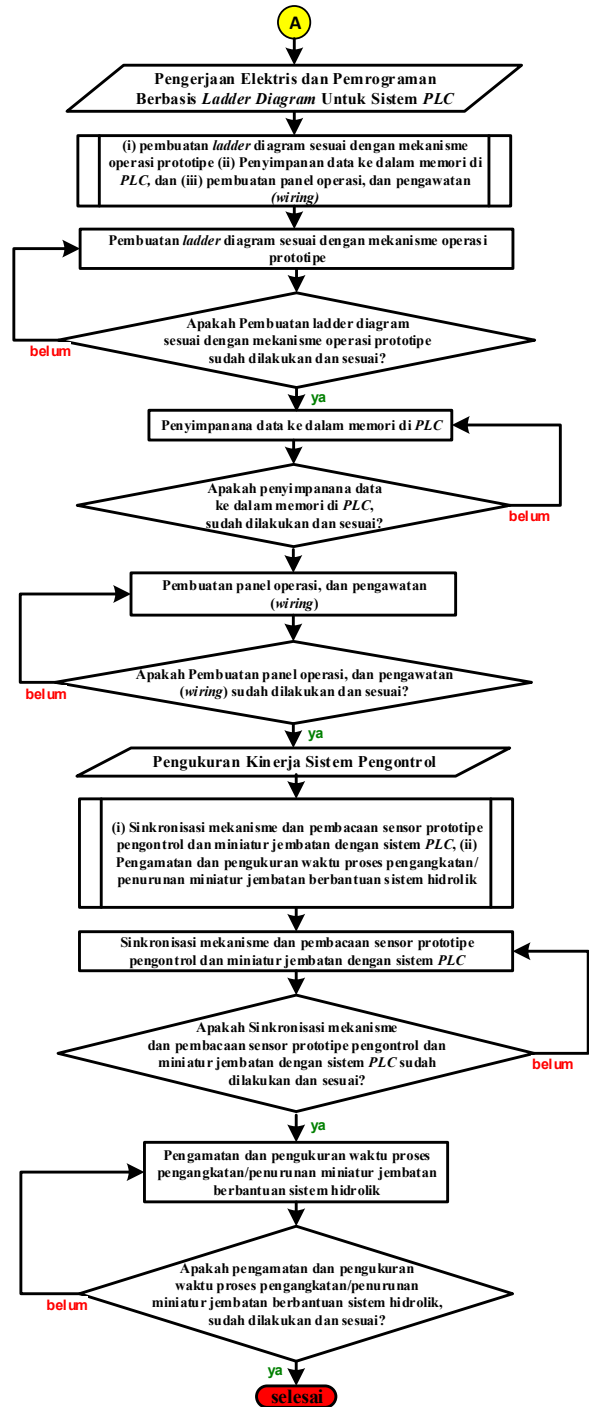 A
Pengerjaan Elektris dan Pemrograman
Berbasis Ladder Diagram Untuk Sistem PLC
(i) pembuatan ladder diagram sesuai dengan mekanisme
operasi prototipe (ii) Penyimpanan data ke dalam memori di
PLC, dan (iii) pembuatan panel operasi, dan pengawatan
(wiring)
Pembuatan ladder diagram sesuai dengan mekanisme operasi
prototipe
Apakah Pembuatan ladder diagram
sesuai dengan mekanisme operasi prototipe
sudah dilakukan dan sesuai?
belum
ya
Penyimpanana data ke dalam memori di PLC
Apakah penyimpanana data
ke dalam memori di PLC,
sudah dilakukan dan sesuai?
belum
Pembuatan panel operasi, dan pengawatan
(wiring)
Apakah Pembuatan panel operasi, dan pengawatan
(wiring) sudah dilakukan dan sesuai?
belum
ya
Pengukuran Kinerja Sistem Pengontrol
(i) Sinkronisasi mekanisme dan pembacaan sensor prototipe
pengontrol dan miniatur jembatan dengan sistem PLC, (ii)
Pengamatan dan pengukuran waktu proses pengangkatan/
penurunan miniatur jembatan berbantuan sistem hidrolik
Sinkronisasi mekanisme dan pembacaan sensor prototipe
pengontrol dan miniatur jembatan dengan sistem PLC
Apakah Sinkronisasi mekanisme
dan pembacaan sensor prototipe pengontrol dan
miniatur jembatan dengan sistem PLC sudah
dilakukan dan sesuai?
belum
ya
Pengamatan dan pengukuran waktu proses
pengangkatan/penurunan miniatur jembatan
berbantuan sistem hidrolik
Apakah pengamatan dan pengukuran
waktu proses pengangkatan/penurunan
miniatur jembatan berbantuan sistem hidrolik,
sudah dilakukan dan sesuai?
belum
ya
selesai